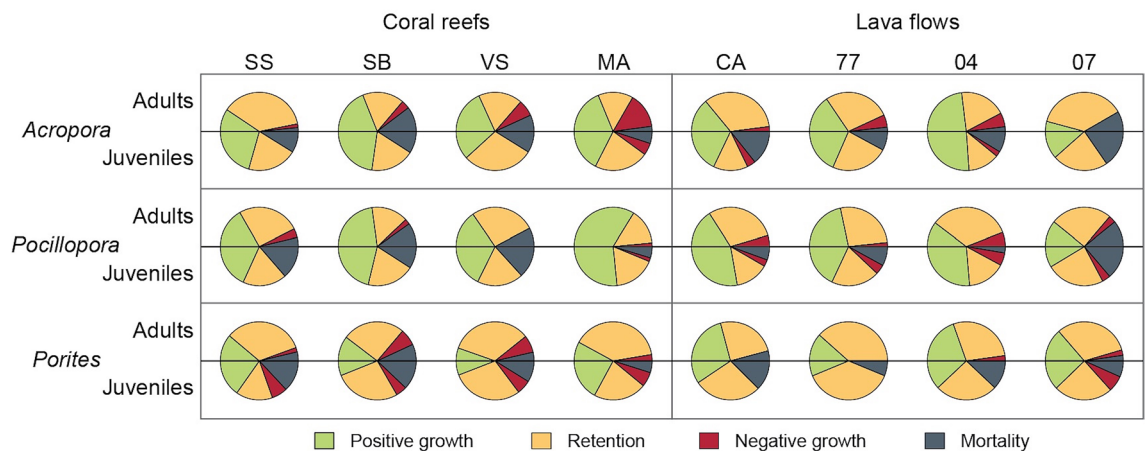 Coral reefs Lava flows
SS SB VS MA CA 77 04 07
Adults
Acropora
Juveniles
Adults
Pocillopora
Juveniles
Adults
Porites
Juveniles
Positive growth Retention Negative growth Mortality